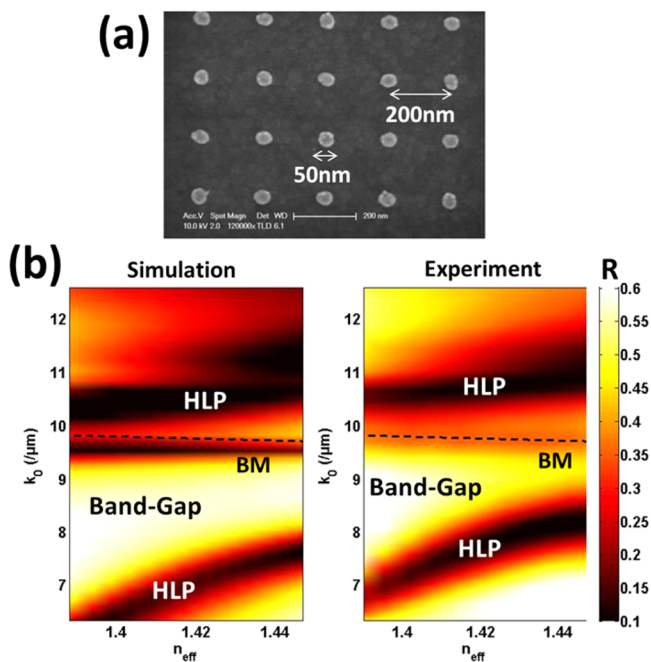 (a)
200nm
50nm
Acc.V Spot Magn Det WD
10.0 kV 2.0 120000x TLD 6.1
200 nm
(b)
Simulation
Experiment
R
12
11
10
9
8
7
k₀ (/μm)
HLP
BM
Band-Gap
HLP
1.4
1.42
1.44
n_eff
12
11
10
9
8
7
k₀ (/μm)
HLP
BM
Band-Gap
HLP
1.4
1.42
1.44
n_eff
0.6
0.55
0.5
0.45
0.4
0.35
0.3
0.25
0.2
0.15
0.1